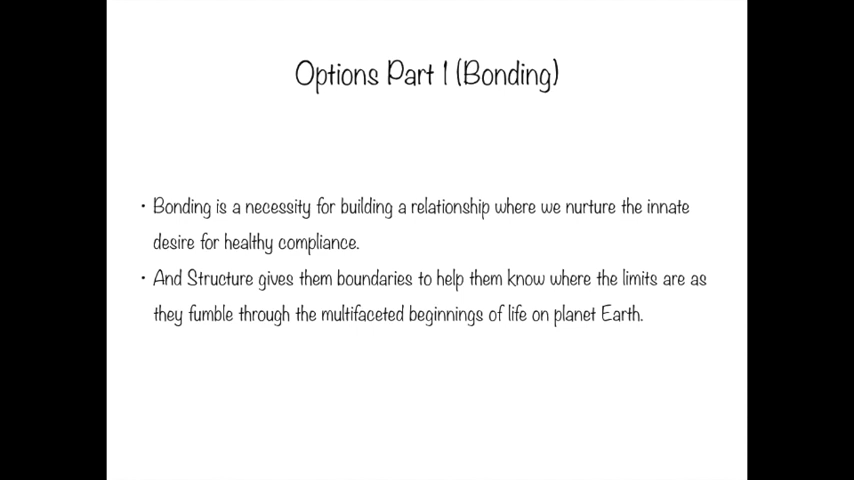 Options Part 1 (Bonding)
• Bonding is a necessity for building a relationship where we nurture the innate
desire for healthy compliance.
• And Structure gives them boundaries to help them know where the limits are as
they fumble through the multifaceted beginnings of life on planet Earth.